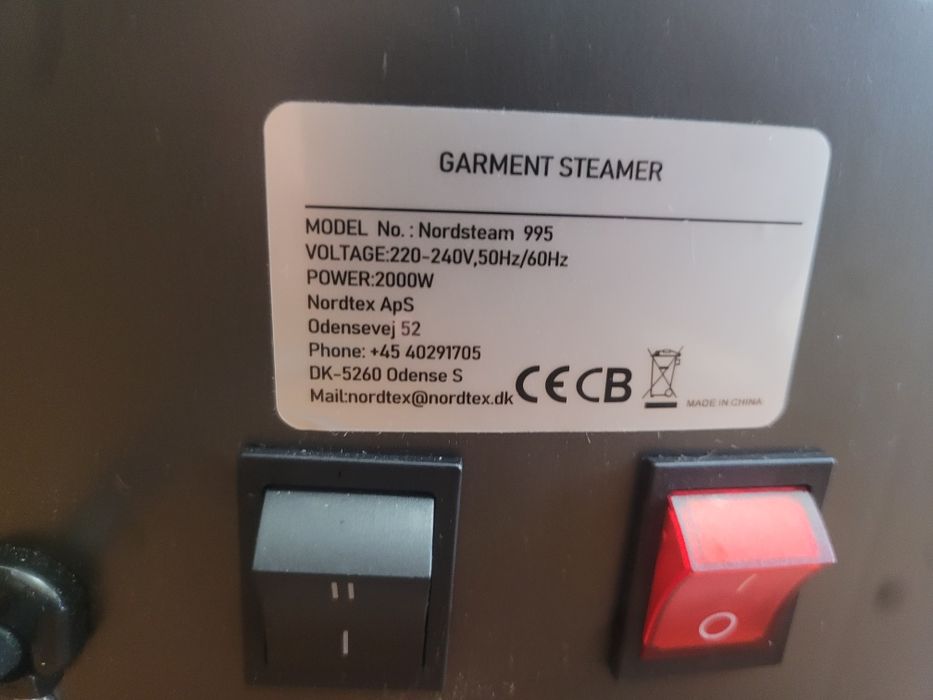 GARMENT STEAMER
MODEL No. : Nordsteam 995
VOLTAGE:220-240V,50Hz/60Hz
POWER:2000W
Nordtex ApS
Odensevej 52
Phone: +45 40291705
DK-5260 Odense S
Mail:nordtex@nordtex.dk
CE CB
MADE IN CHINA
II
I
O